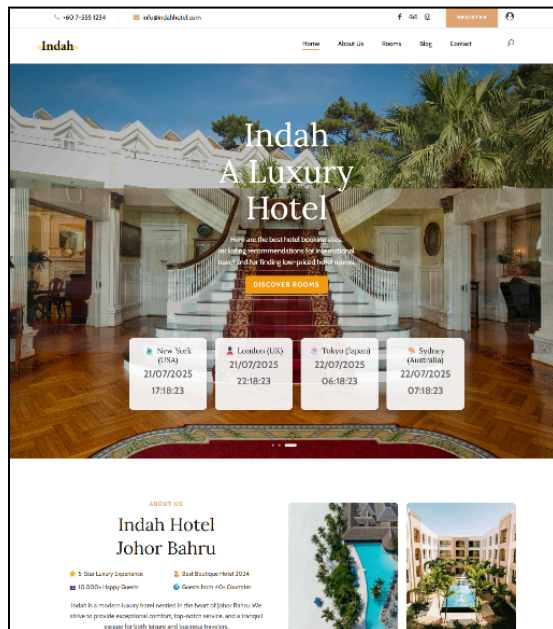 +60 7-555 1234 info@indahhotel.com REGISTER
Indah Home About Us Rooms Blog Contact
Indah
A Luxury
Hotel
Here are the best hotel booking sites,
including recommendations for international
travel and for finding low-priced hotel rooms.
DISCOVER ROOMS
New York
(USA)
21/07/2025
17:18:23
London (UK)
21/07/2025
22:18:23
Tokyo (Japan)
22/07/2025
06:18:23
Sydney
(Australia)
22/07/2025
07:18:23
ABOUT US
Indah Hotel
Johor Bahru
5-Star Luxury Experience Best Boutique Hotel 2024
10,000+ Happy Guests Guests from 40+ Countries
Indah is a modern luxury hotel nestled in the heart of Johor Bahru. We
strive to provide exceptional comfort, top-notch service, and a tranquil
escape for both leisure and business travelers.